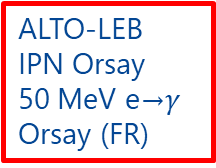 ALTO-LEB
IPN Orsay
50 MeV e→γ
Orsay (FR)